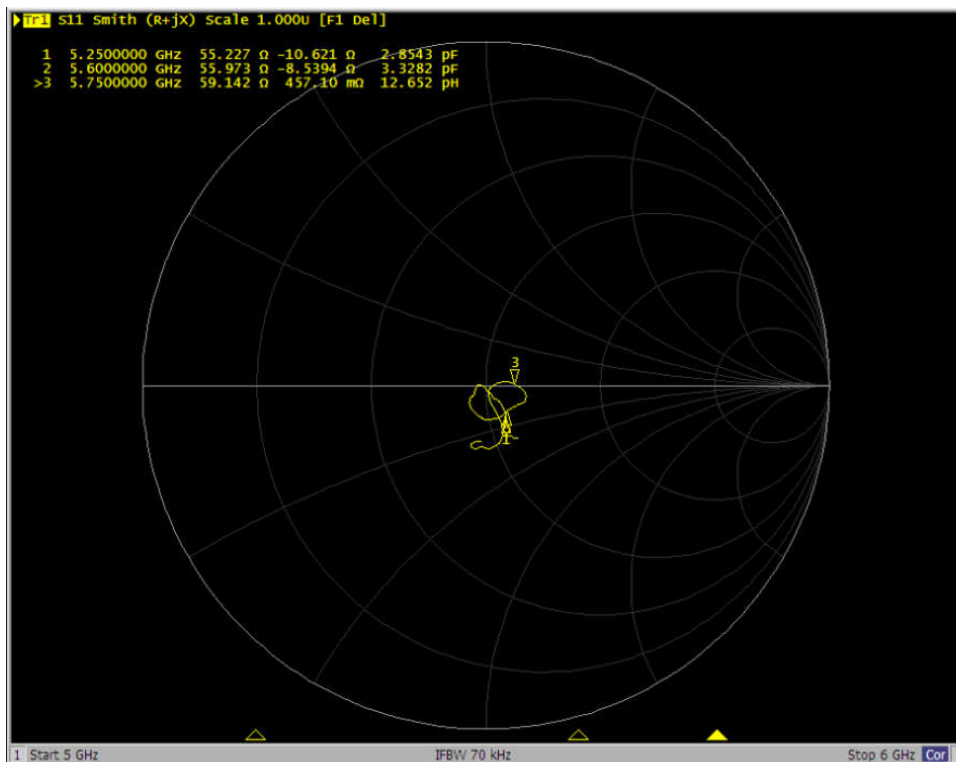 Tr1 S11 Smith (R+jX) Scale 1.000U [F1 Del]
1 5.2500000 GHz 55.227 Ω -10.621 Ω 2.8543 pF
2 5.6000000 GHz 55.973 Ω -8.5394 Ω 3.3282 pF
>3 5.7500000 GHz 59.142 Ω 457.10 mΩ 12.652 pH
3
1
1 Start 5 GHz IFBW 70 kHz Stop 6 GHz Cor